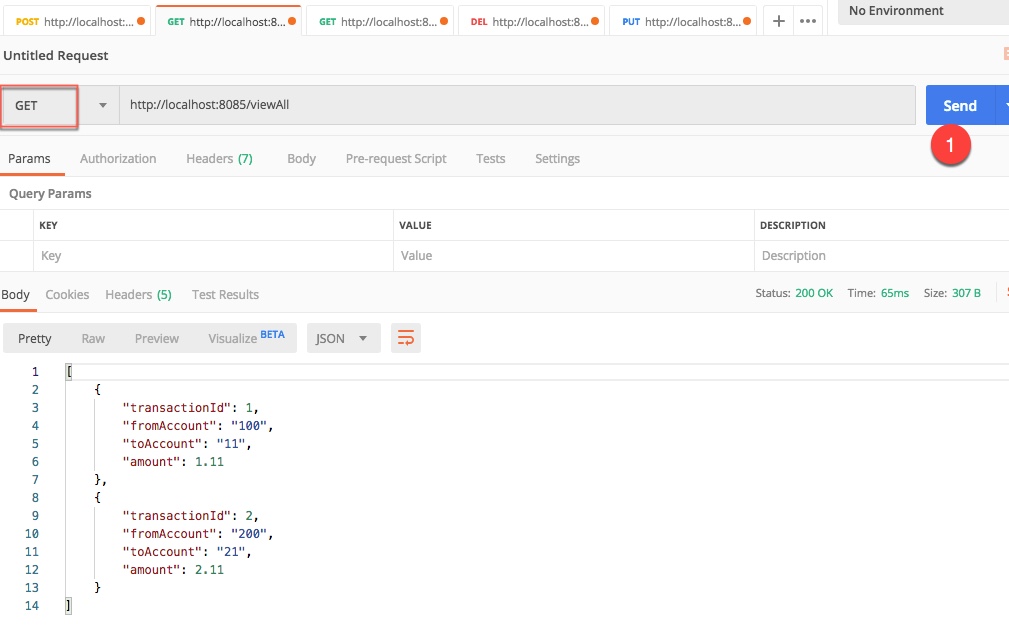 POST http://localhost:... GET http://localhost:8... GET http://localhost:8... DEL http://localhost:8... PUT http://localhost:8... + ••• No Environment
Untitled Request
GET http://localhost:8085/viewAll Send
1
Params Authorization Headers (7) Body Pre-request Script Tests Settings
Query Params
KEY VALUE DESCRIPTION
Key Value Description
Body Cookies Headers (5) Test Results Status: 200 OK Time: 65ms Size: 307 B
Pretty Raw Preview Visualize BETA JSON
1 [
2 {
3 "transactionId": 1,
4 "fromAccount": "100",
5 "toAccount": "11",
6 "amount": 1.11
7 },
8 {
9 "transactionId": 2,
10 "fromAccount": "200",
11 "toAccount": "21",
12 "amount": 2.11
13 }
14 ]